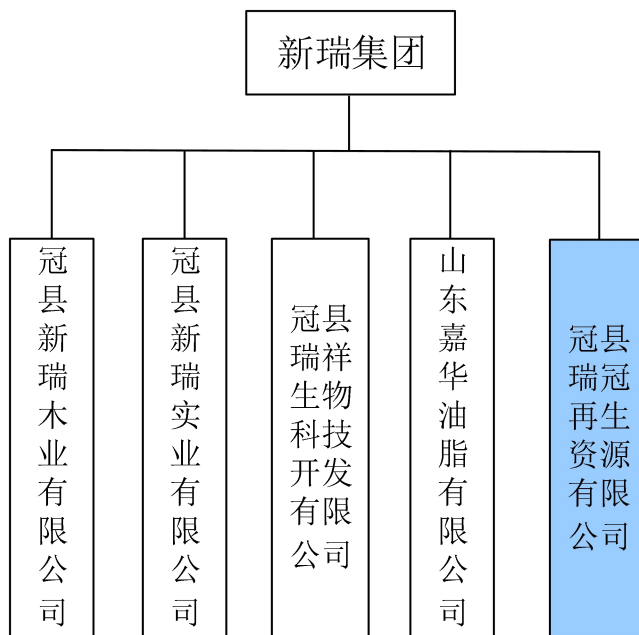 新瑞集团
冠县新瑞木业有限公司
冠县新瑞实业有限公司
冠县瑞祥生物科技开发有限公司
山东嘉华油脂有限公司
冠县瑞冠再生资源有限公司